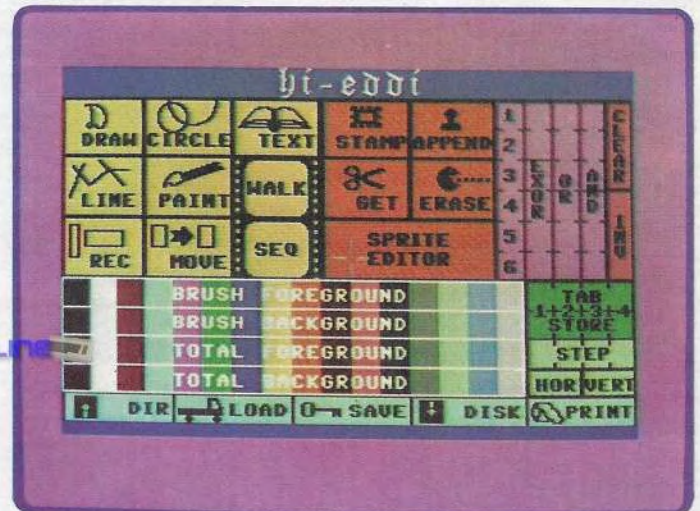 hi-eddi
DRAW CIRCLE TEXT STAMP APPEND
LINE PAINT WALK GET ERASE
REC MOVE SEQ SPRITE
EDITOR
1
2
3
4
5
6
EXOR
OR
AND
CLEAR
INV
BRUSH FOREGROUND
BRUSH BACKGROUND
TOTAL FOREGROUND
TOTAL BACKGROUND
TAB
1+2+3+4
STORE
STEP
HOR VERT
DIR LOAD SAVE DISK PRINT